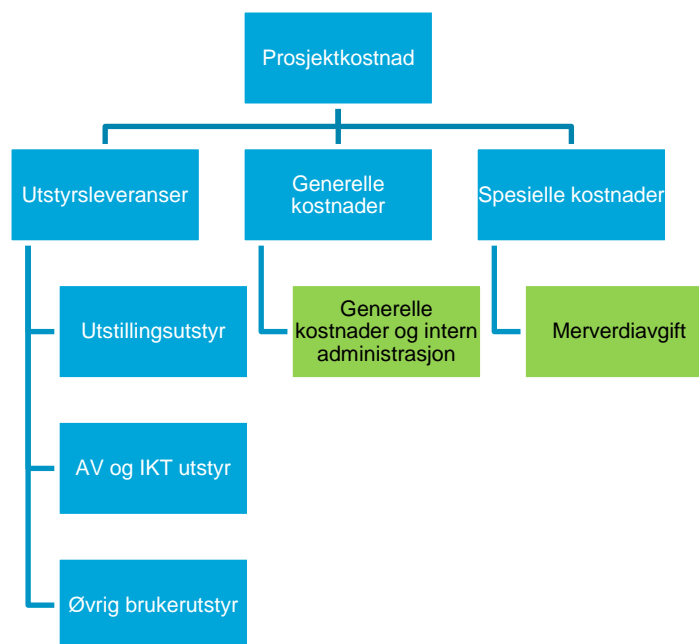 Prosjektkostnad
Utstyrsleveranser
Generelle
kostnader
Spesielle kostnader
Utstillingsutstyr
Generelle
kostnader og intern
administrasjon
Merverdiavgift
AV og IKT utstyr
Øvrig brukerutstyr